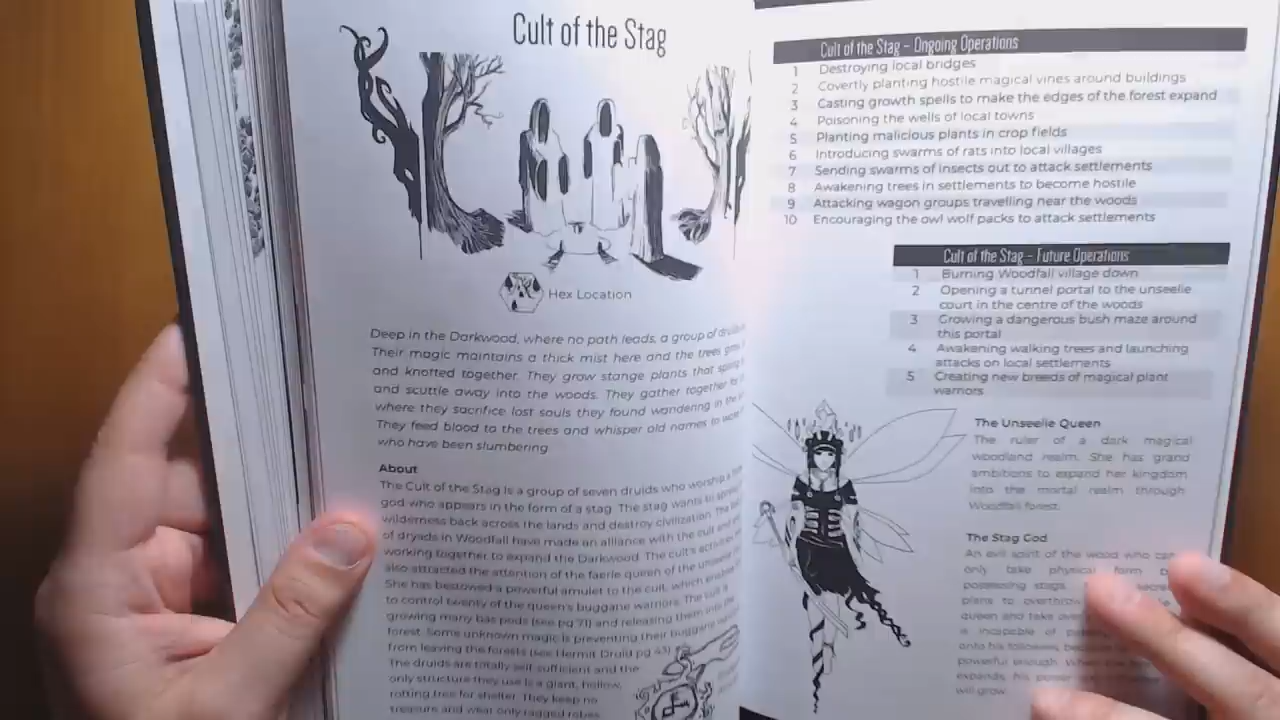 Cult of the Stag
Hex Location
Deep in the Darkwood, where no path leads, a group of druids
Their magic maintains a thick mist here and the trees grow
and knotted together. They grow stange plants that spring
and scuttle away into the woods. They gather together
where they sacrifice lost souls they found wandering in the
They feed blood to the trees and whisper old names to
who have been slumbering.
About
The Cult of the Stag is a group of seven druids who worship a
god who appears in the form of a stag. The stag wants to spread
wilderness back across the lands and destroy civilization. The
of dryads in Woodfall have made an alliance with the cult and
working together to expand the Darkwood. The cult's activities
also attracted the attention of the faerie queen of the unseelie
She has bestowed a powerful amulet to the cult, which
to control twenty of the queen's buggane warriors. The cult is
growing many bas pods (see pg 71) and releasing them into the
forest. Some unknown magic is preventing their buggane
from leaving the forests (see Hermit Druid pg 45)
The druids are totally self sufficient and the
only structure they use is a giant, hollow,
rotting tree for shelter. They keep no
treasure and wear only ragged robes
Cult of the Stag - Ongoing Operations
1 Destroying local bridges
2 Covertly planting hostile magical vines around buildings
3 Casting growth spells to make the edges of the forest expand
4 Poisoning the wells of local towns
5 Planting malicious plants in crop fields
6 Introducing swarms of rats into local villages
7 Sending swarms of insects out to attack settlements
8 Awakening trees in settlements to become hostile
9 Attacking wagon groups travelling near the woods
10 Encouraging the owl wolf packs to attack settlements
Cult of the Stag - Future Operations
1 Burning Woodfall village down
2 Opening a tunnel portal to the unseelie
court in the centre of the woods
3 Growing a dangerous bush maze around
this portal
4 Awakening walking trees and launching
attacks on local settlements
5 Creating new breeds of magical plant
warriors
The Unseelie Queen
The ruler of a dark magical
woodland realm. She has grand
ambitions to expand her kingdom
into the mortal realm through
Woodfall forest.
The Stag God
An evil spirit of the wood who can
only take physical form
possessing stags.
plans to overthrow
queen and take over
is incapable of
onto his followers,
powerful enough. When
expands, his power
will grow.